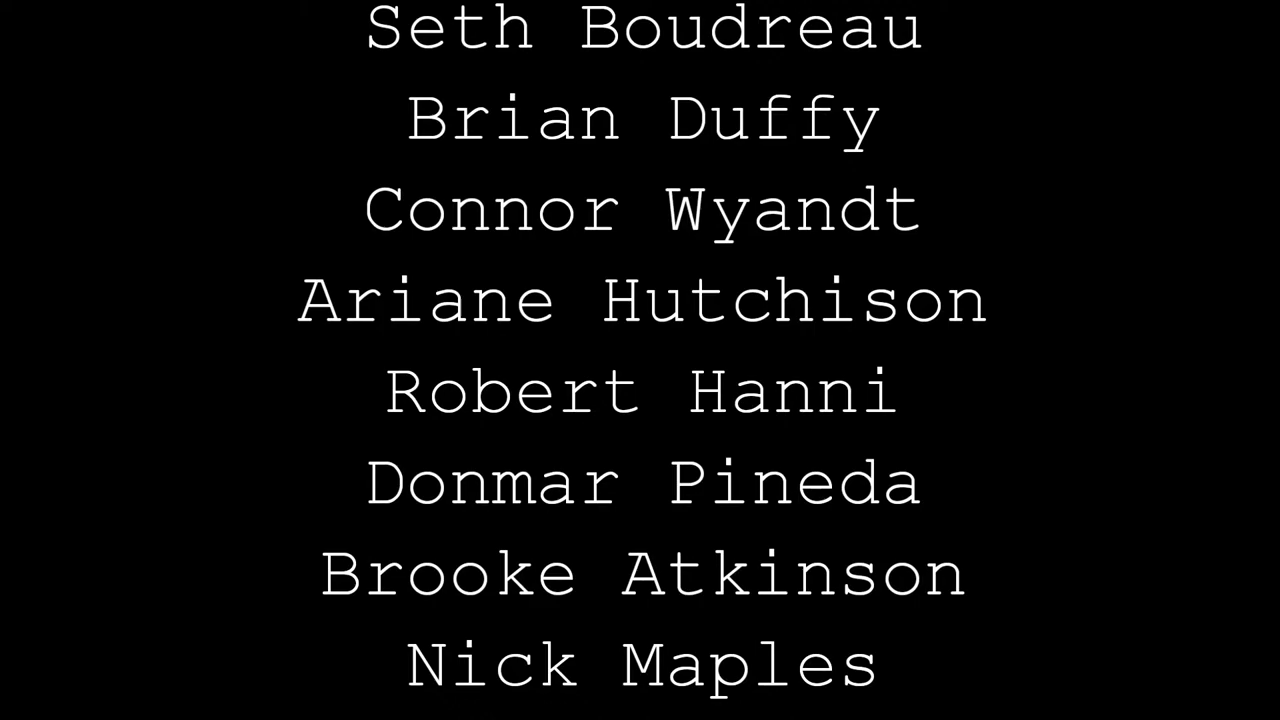 Seth Boudreau
Brian Duffy
Connor Wyandt
Ariane Hutchison
Robert Hanni
Donmar Pineda
Brooke Atkinson
Nick Maples